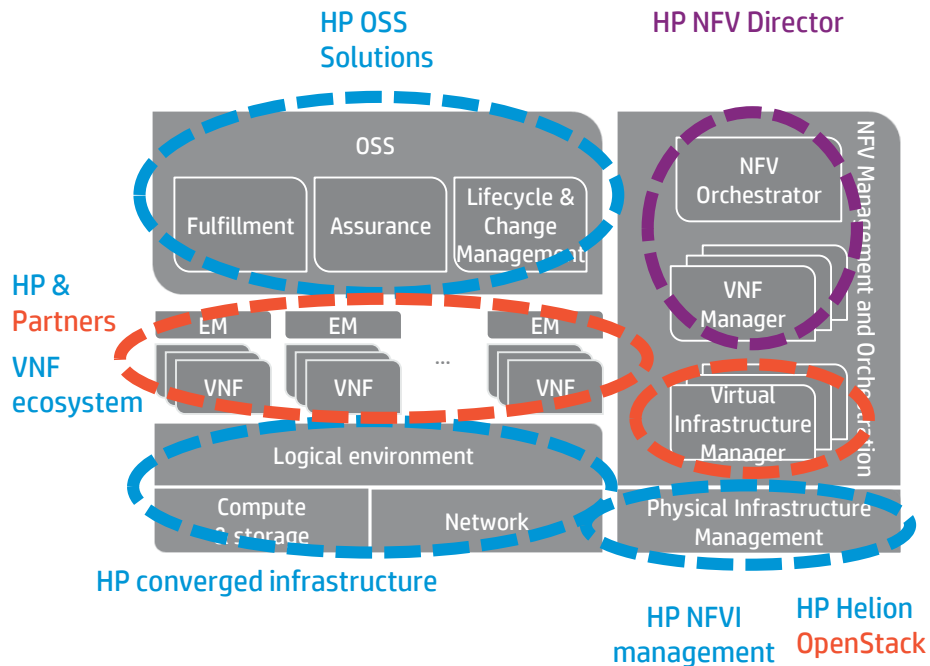 HP OSS
Solutions
HP NFV Director
OSS
Fulfillment
Assurance
Lifecycle &
Change
Management
NFV
Orchestrator
VNF
Manager
NFV Management and Orchestration
HP &
Partners
VNF
ecosystem
EM
EM
EM
VNF
VNF
...
VNF
Virtual
Infrastructure
Manager
Logical environment
Compute
& storage
Network
Physical Infrastructure
Management
HP converged infrastructure
HP NFVI
management
HP Helion
OpenStack